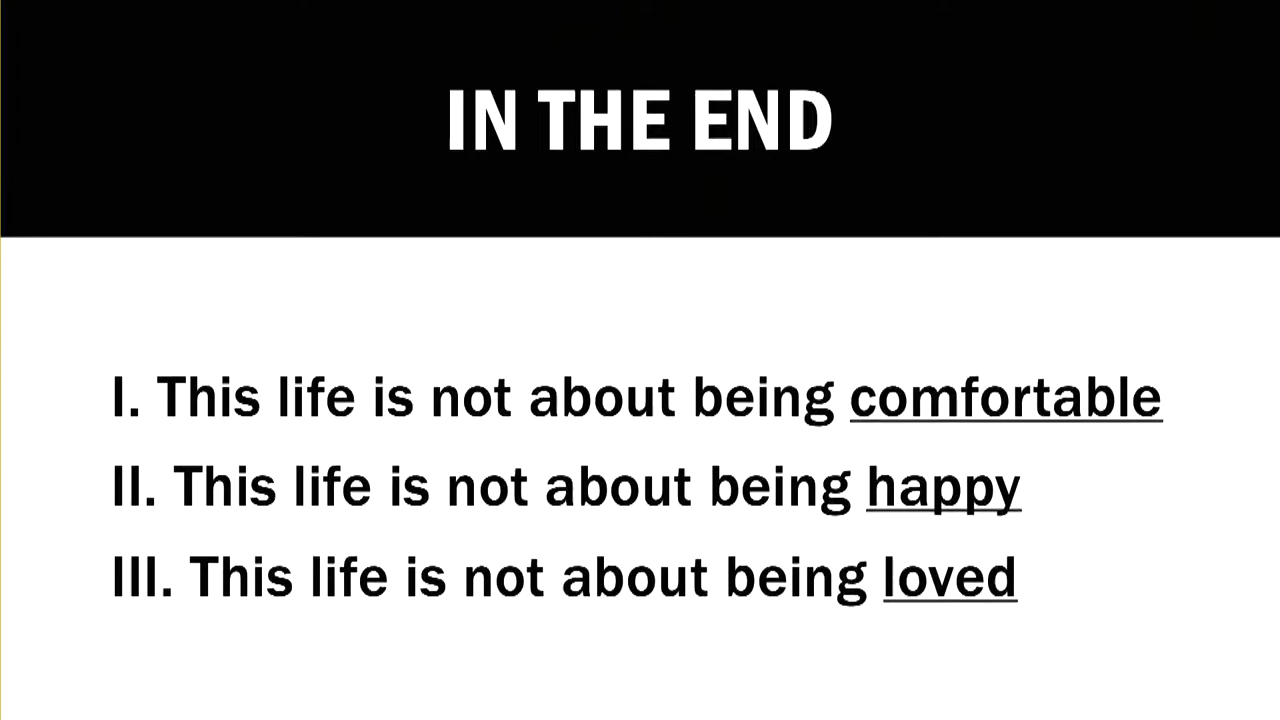 IN THE END
I. This life is not about being comfortable
II. This life is not about being happy
III. This life is not about being loved